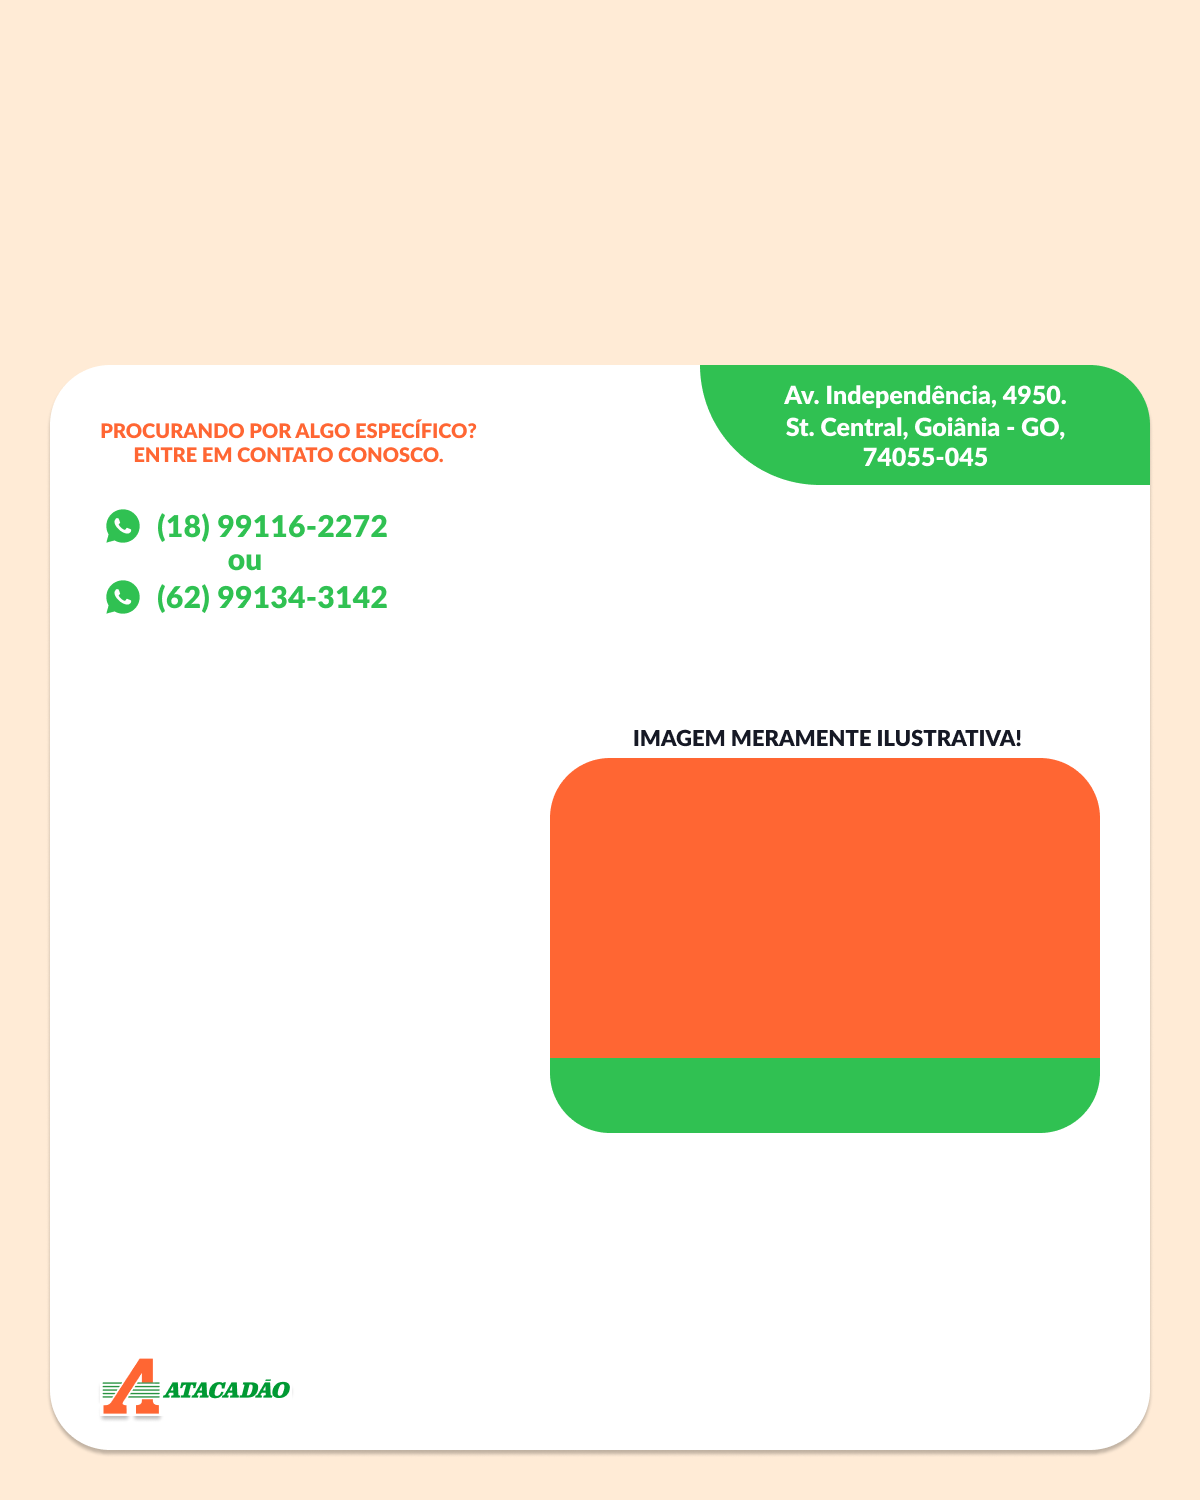 Av. Independência, 4950.
St. Central, Goiânia - GO,
74055-045
PROCURANDO POR ALGO ESPECÍFICO?
ENTRE EM CONTATO CONOSCO.
(18) 99116-2272
ou
(62) 99134-3142
IMAGEM MERAMENTE ILUSTRATIVA!
A ATACADÃO